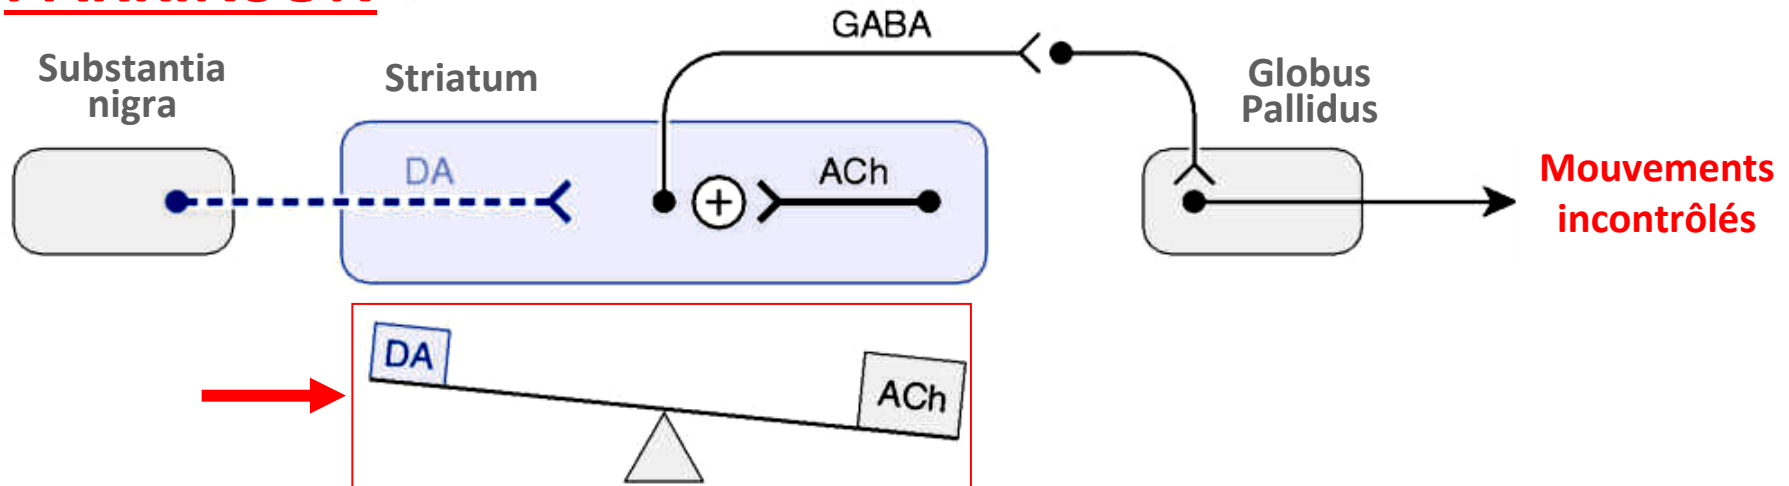 GABA
Substantia
nigra
Striatum
Globus
Pallidus
DA
ACh
+
Mouvements
incontrôlés
DA
ACh